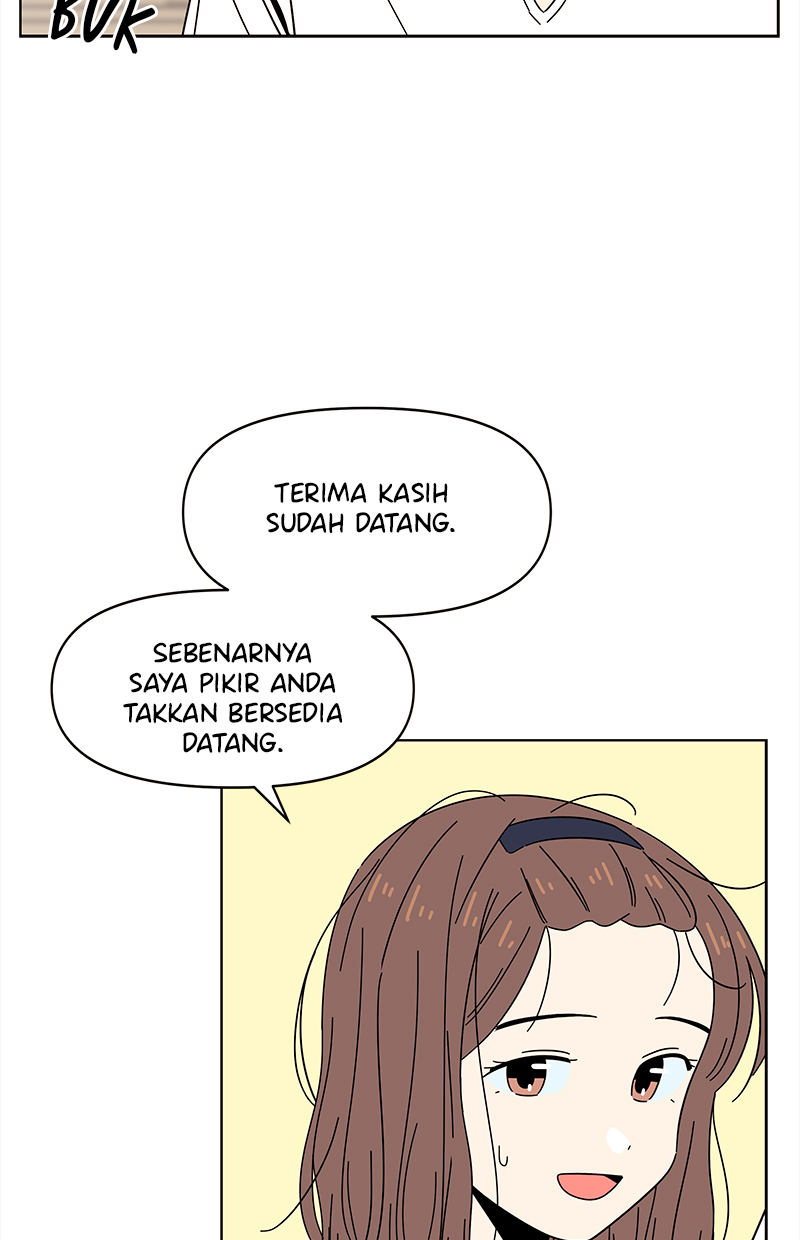 BUK
TERIMA KASIH
SUDAH DATANG.
SEBENARNYA
SAYA PIKIR ANDA
TAKKAN BERSEDIA
DATANG.